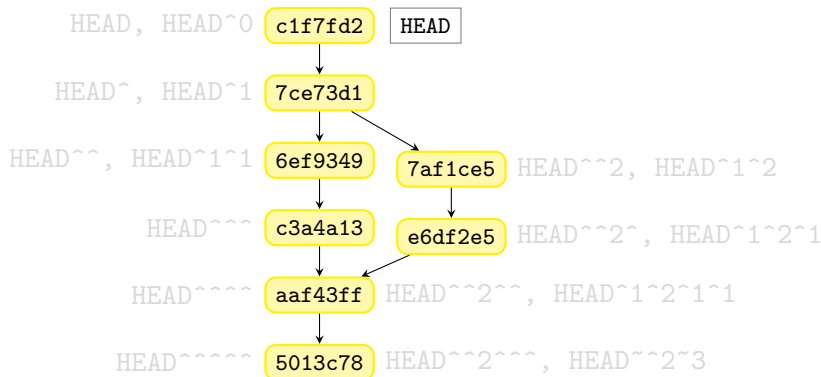 HEAD, HEAD^0 c1f7fd2 HEAD
HEAD^, HEAD^1 7ce73d1
HEAD^^, HEAD^1^1 6ef9349 7af1ce5 HEAD^^2, HEAD^1^2
HEAD^^^ c3a4a13 e6df2e5 HEAD^^2^, HEAD^1^2^1
HEAD^^^^ aaf43ff HEAD^^2^^, HEAD^1^2^1^1
HEAD^^^^^ 5013c78 HEAD^^2^^^, HEAD~^2~3